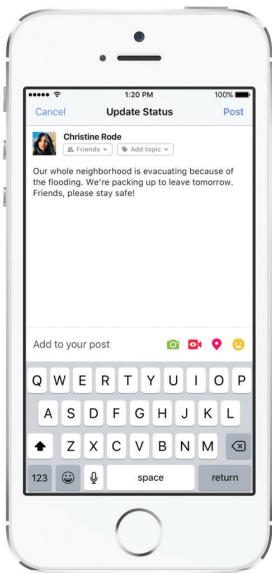 1:20 PM 100%
Cancel Update Status Post
Christine Rode
Friends Add topic
Our whole neighborhood is evacuating because of
the flooding. We're packing up to leave tomorrow.
Friends, please stay safe!
Add to your post
Q W E R T Y U I O P
A S D F G H J K L
Z X C V B N M
123 space return